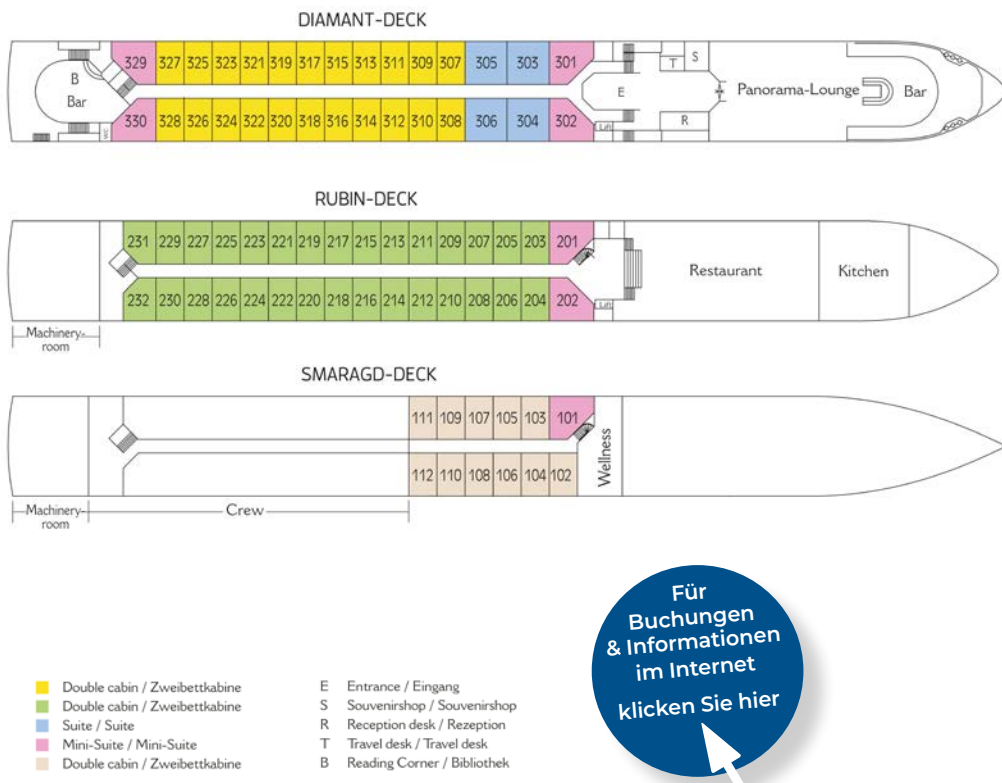 DIAMANT-DECK
329 327 325 323 321 319 317 315 313 311 309 307 305 303 301 T S
B
Bar
E
Panorama-Lounge
Bar
330 328 326 324 322 320 318 316 314 312 310 308 306 304 302 R
WC
Lift
RUBIN-DECK
231 229 227 225 223 221 219 217 215 213 211 209 207 205 203 201
Restaurant
Kitchen
232 230 228 226 224 222 220 218 216 214 212 210 208 206 204 202
Lift
Machinery-
room
SMARAGD-DECK
111 109 107 105 103 101
Wellness
112 110 108 106 104 102
Machinery-
room
Crew
Für
Buchungen
& Informationen
im Internet
klicken Sie hier
Double cabin / Zweibettkabine
Double cabin / Zweibettkabine
Suite / Suite
Mini-Suite / Mini-Suite
Double cabin / Zweibettkabine
E Entrance / Eingang
S Souvenirshop / Souvenirshop
R Reception desk / Rezeption
T Travel desk / Travel desk
B Reading Corner / Bibliothek